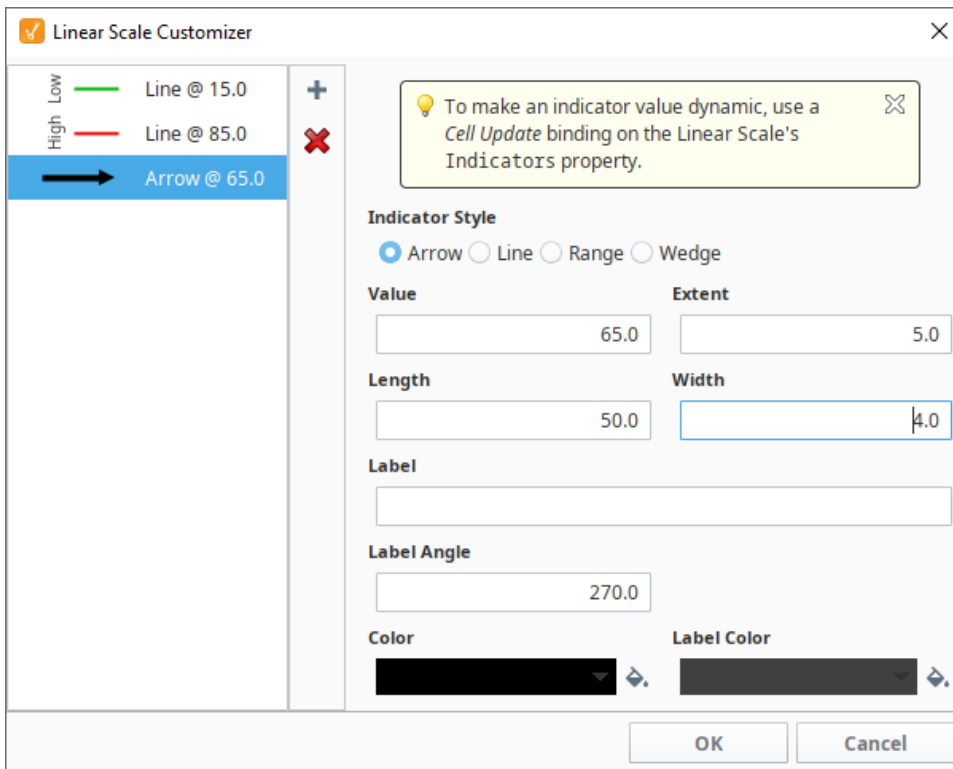 Linear Scale Customizer
Low Line @ 15.0
High Line @ 85.0
Arrow @ 65.0
To make an indicator value dynamic, use a
Cell Update binding on the Linear Scale's
Indicators property.
Indicator Style
Arrow Line Range Wedge
Value Extent
65.0 5.0
Length Width
50.0 4.0
Label
Label Angle
270.0
Color Label Color
OK Cancel